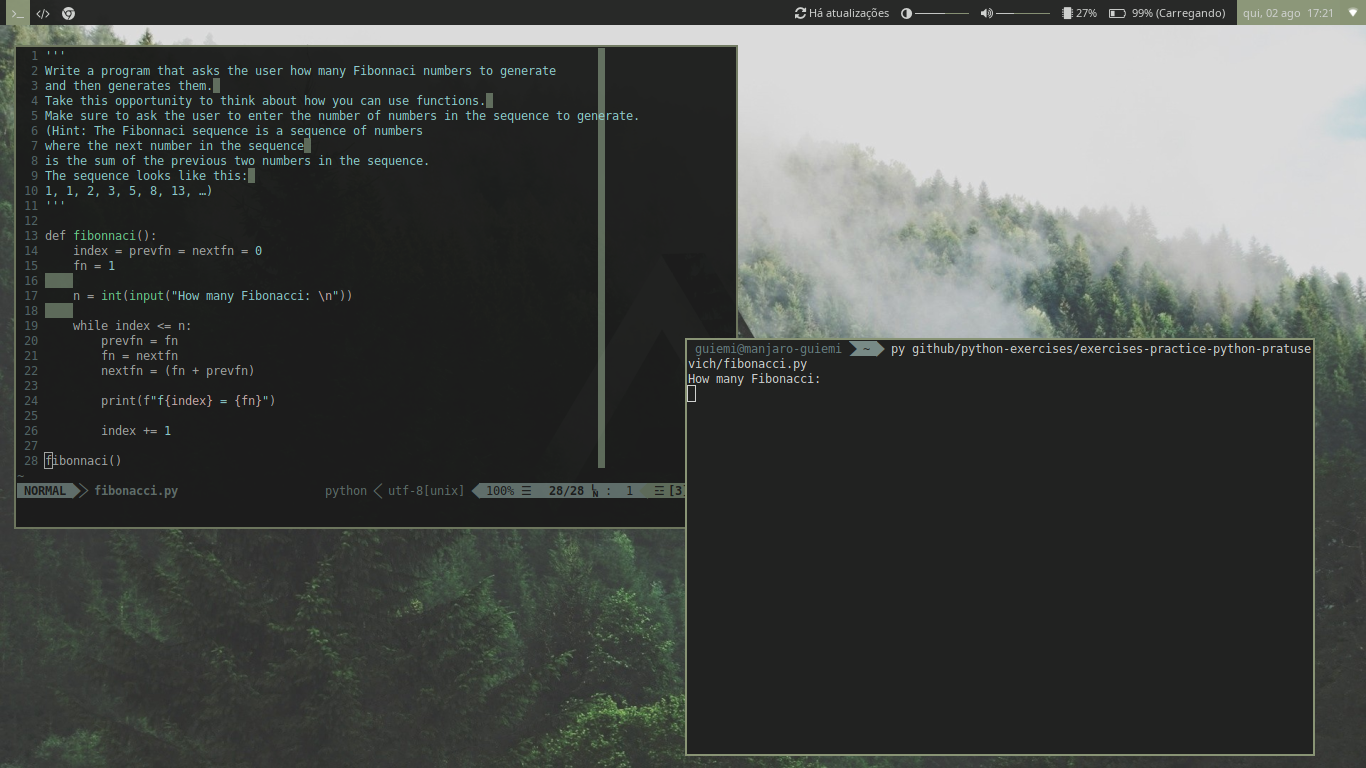 >_ </> Há atualizações 27% 99% (Carregando) qui, 02 ago 17:21
1 '''
2 Write a program that asks the user how many Fibonnaci numbers to generate
3 and then generates them.
4 Take this opportunity to think about how you can use functions.
5 Make sure to ask the user to enter the number of numbers in the sequence to generate.
6 (Hint: The Fibonnaci sequence is a sequence of numbers
7 where the next number in the sequence
8 is the sum of the previous two numbers in the sequence.
9 The sequence looks like this:
10 1, 1, 2, 3, 5, 8, 13, …)
11 '''
12
13 def fibonnaci():
14     index = prevfn = nextfn = 0
15     fn = 1
16
17     n = int(input("How many Fibonacci: \n"))
18
19     while index <= n:
20         prevfn = fn
21         fn = nextfn
22         nextfn = (fn + prevfn)
23
24         print(f"f{index} = {fn}")
25
26         index += 1
27
28 fibonnaci()
~
NORMAL fibonacci.py python utf-8[unix] 100% ☰ 28/28 ㏑ : 1 ☲ [3]
guiemi@manjaro-guiemi ~ py github/python-exercises/exercises-practice-python-pratuse
vich/fibonacci.py
How many Fibonacci: